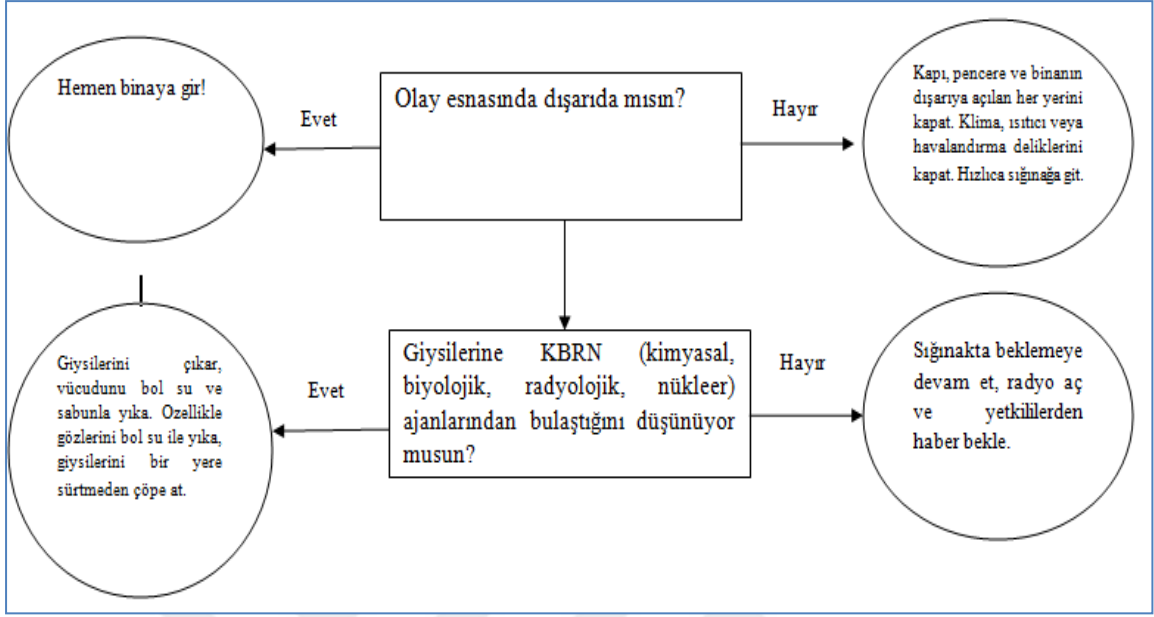 Hemen binaya gir!
Evet
Olay esnasında dışarıda mısın?
Hayır
Kapı, pencere ve binanın
dışarıya açılan her yerini
kapat. Klima, ısıtıcı veya
havalandırma deliklerini
kapat. Hızlıca sığınağa git.
Giysilerini çıkar,
vücudunu bol su ve
sabunla yıka. Ozellikle
gözlerini bol su ile yıka,
giysilerini bir yere
sürtmeden çöpe at.
Evet
Giysilerine KBRN (kimyasal,
biyolojik, radyolojik, nükleer)
ajanlarından bulaştığını düşünüyor
musun?
Hayır
Sığınakta beklemeye
devam et, radyo aç
ve yetkililerden
haber bekle.